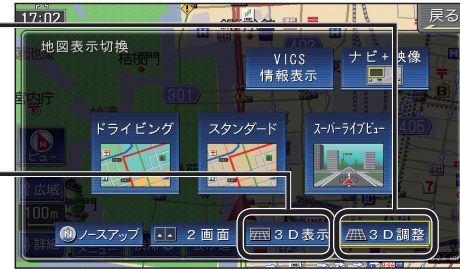 17:02
戻る
地図表示切換
VICS
情報表示
ナビ+映像
301
405
ドライビング
スタンダード
スーパーライブビュー
ビュー
広域
100m
詳細
ノースアップ
2画面
3D表示
3D調整